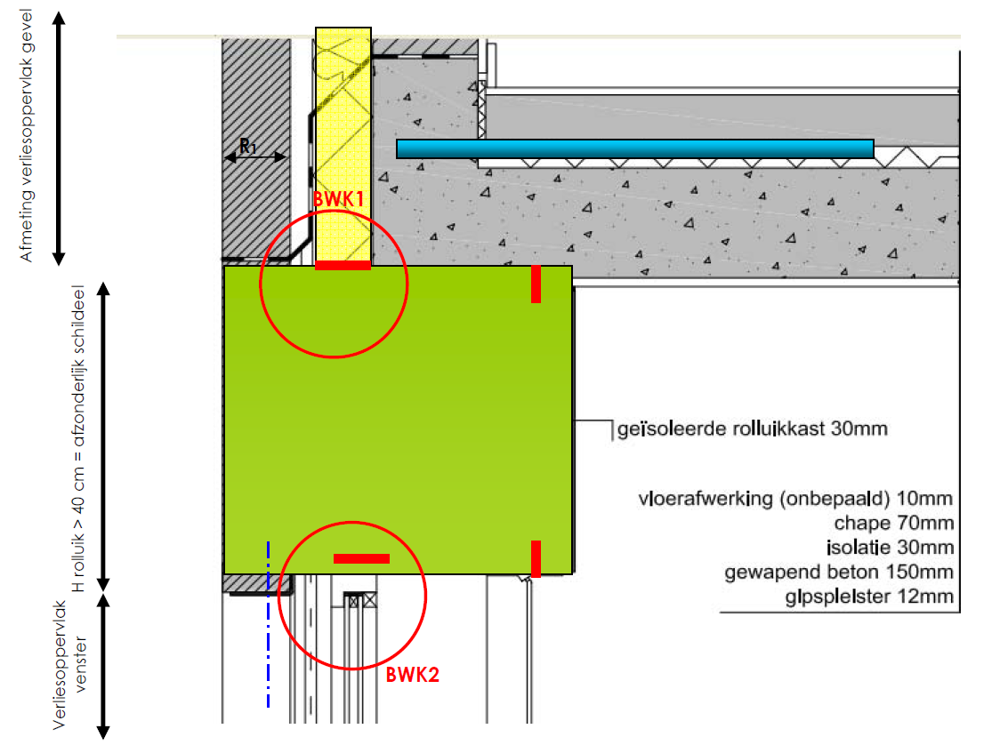 Afmeting verliesoppervlak gevel
R1
BWK1
H rolluik > 40 cm = afzonderlijk schildeel
geïsoleerde rolluikkast 30mm
vloerafwerking (onbepaald) 10mm
chape 70mm
isolatie 30mm
gewapend beton 150mm
gipspleister 12mm
Verliesoppervlak
venster
BWK2